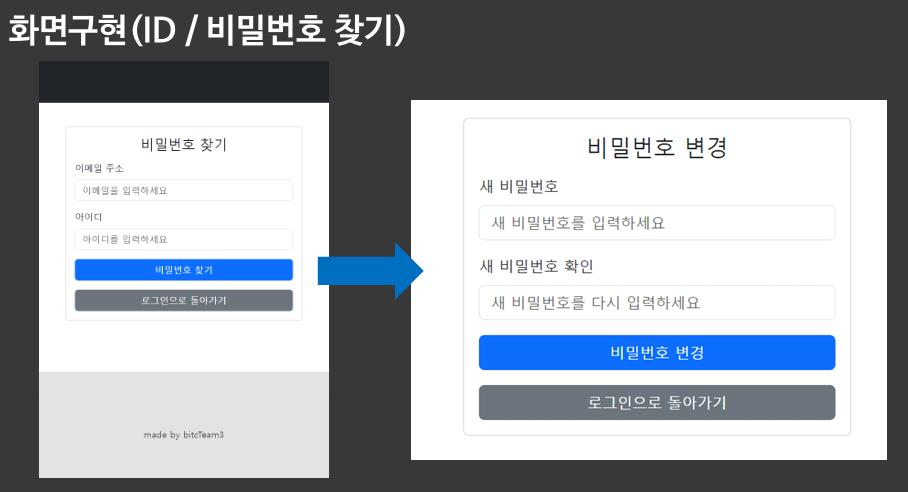 화면구현(ID / 비밀번호 찾기)
비밀번호 찾기
이메일 주소
이메일을 입력하세요
아이디
아이디를 입력하세요
비밀번호 찾기
로그인으로 돌아가기
made by bitcTeam3
비밀번호 변경
새 비밀번호
새 비밀번호를 입력하세요
새 비밀번호 확인
새 비밀번호를 다시 입력하세요
비밀번호 변경
로그인으로 돌아가기